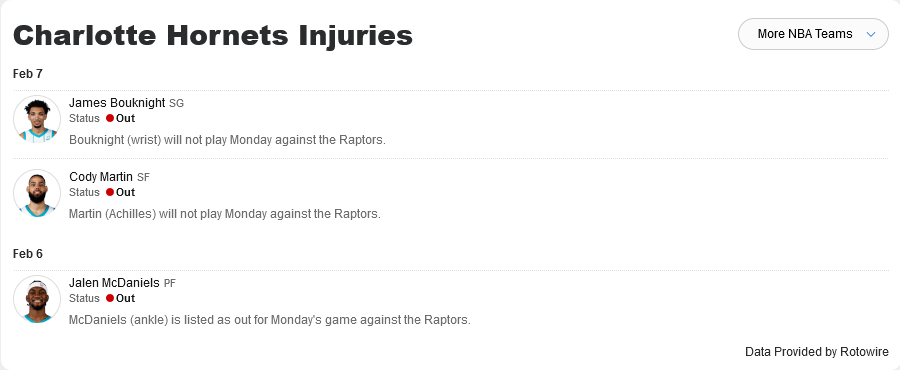 Charlotte Hornets Injuries
More NBA Teams
Feb 7
James Bouknight SG
Status Out
Bouknight (wrist) will not play Monday against the Raptors.
Cody Martin SF
Status Out
Martin (Achilles) will not play Monday against the Raptors.
Feb 6
Jalen McDaniels PF
Status Out
McDaniels (ankle) is listed as out for Monday's game against the Raptors.
Data Provided by Rotowire